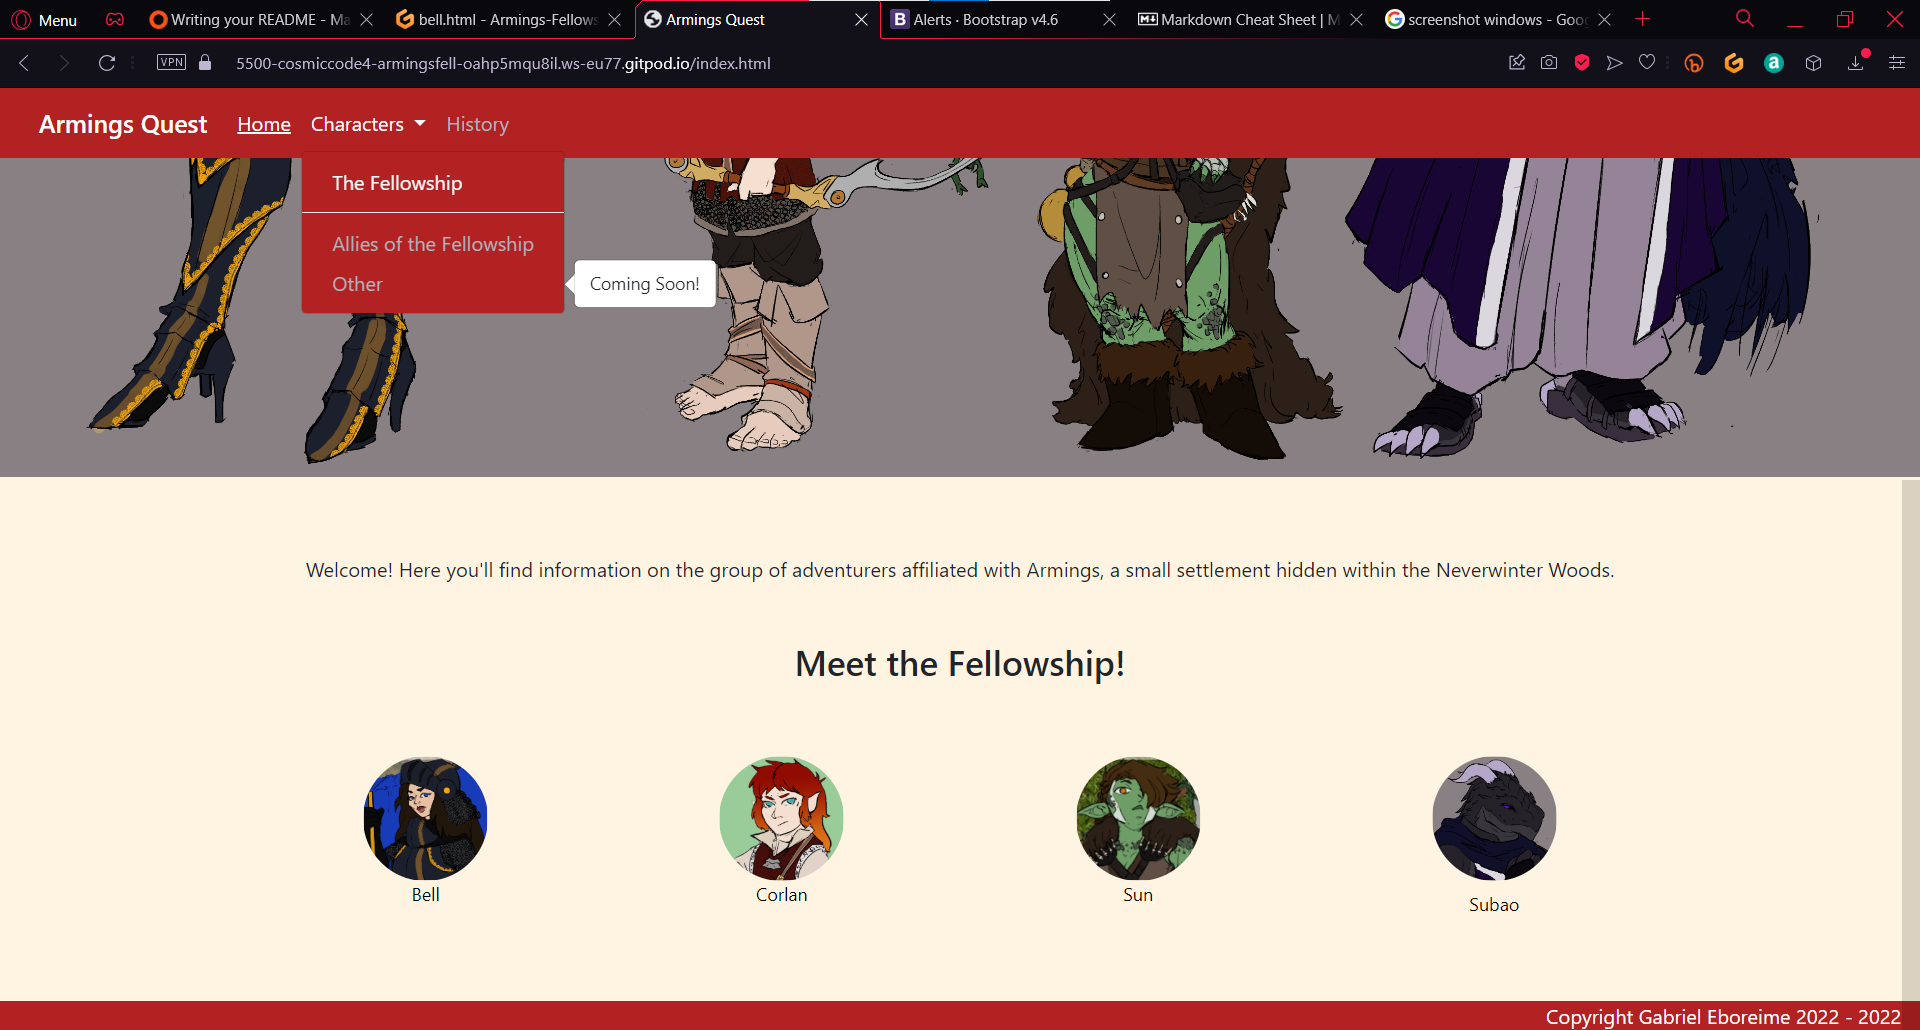 Menu
Writing your README - Ma
bell.html - Armings-Fellows
Armings Quest
Alerts · Bootstrap v4.6
Markdown Cheat Sheet | M
screenshot windows - Goo
VPN
5500-cosmiccode4-armingsfell-oahp5mqu8il.ws-eu77.gitpod.io/index.html
Armings Quest Home Characters History
The Fellowship
Allies of the Fellowship
Other
Coming Soon!
Welcome! Here you'll find information on the group of adventurers affiliated with Armings, a small settlement hidden within the Neverwinter Woods.
Meet the Fellowship!
Bell
Corlan
Sun
Subao
Copyright Gabriel Eboreime 2022 - 2022